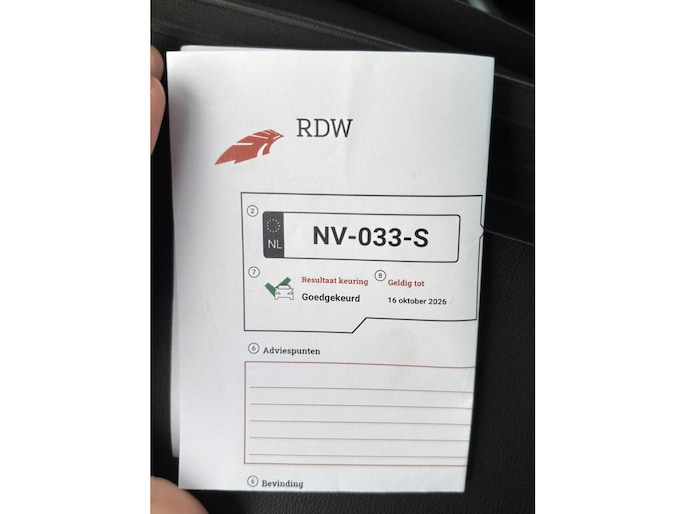 RDW
2
NL
NV-033-S
7
Resultaat keuring
8
Geldig tot
Goedgekeurd
16 oktober 2026
6 Adviespunten
6 Bevinding